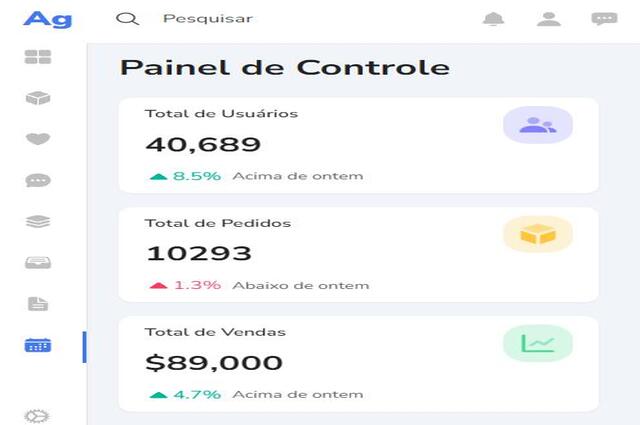 Ag
Pesquisar
Painel de Controle
Total de Usuários
40,689
8.5% Acima de ontem
Total de Pedidos
10293
1.3% Abaixo de ontem
Total de Vendas
$89,000
4.7% Acima de ontem